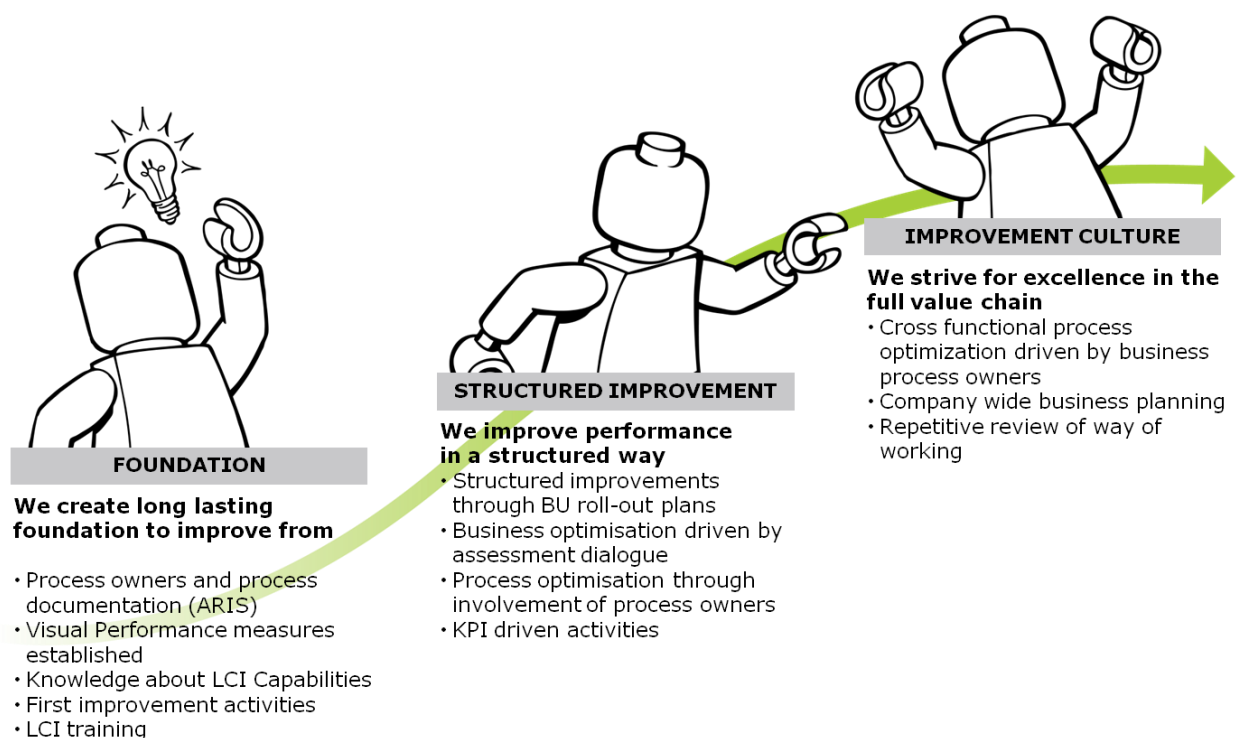 FOUNDATION
We create long lasting
foundation to improve from
• Process owners and process
documentation (ARIS)
• Visual Performance measures
established
• Knowledge about LCI Capabilities
• First improvement activities
• LCI training
STRUCTURED IMPROVEMENT
We improve performance
in a structured way
• Structured improvements
through BU roll-out plans
• Business optimisation driven by
assessment dialogue
• Process optimisation through
involvement of process owners
• KPI driven activities
IMPROVEMENT CULTURE
We strive for excellence in the
full value chain
• Cross functional process
optimization driven by business
process owners
• Company wide business planning
• Repetitive review of way of
working